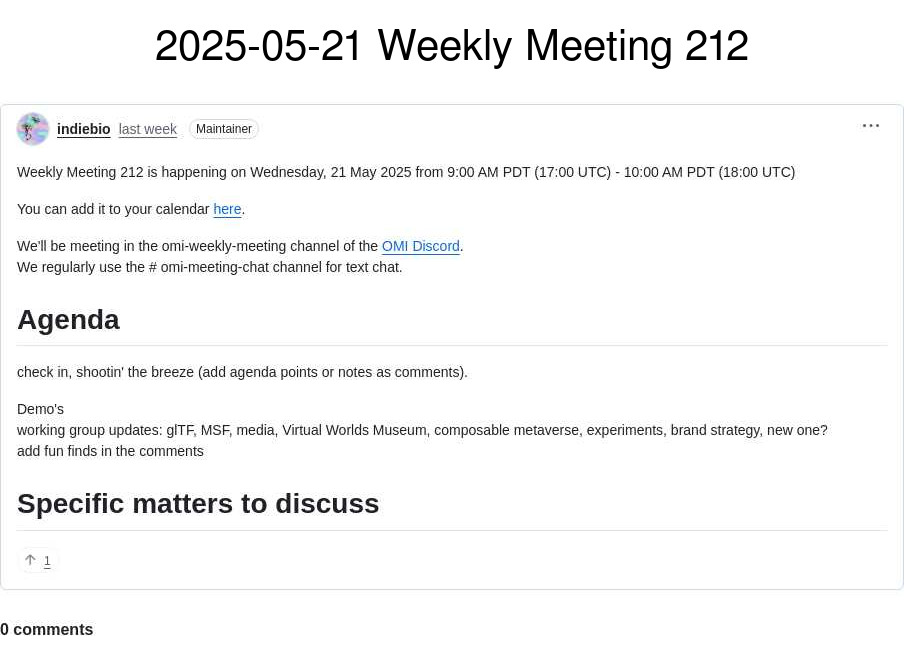 2025-05-21 Weekly Meeting 212
indiebio last week Maintainer
Weekly Meeting 212 is happening on Wednesday, 21 May 2025 from 9:00 AM PDT (17:00 UTC) - 10:00 AM PDT (18:00 UTC)
You can add it to your calendar here.
We'll be meeting in the omi-weekly-meeting channel of the OMI Discord.
We regularly use the # omi-meeting-chat channel for text chat.
Agenda
check in, shootin' the breeze (add agenda points or notes as comments).
Demo's
working group updates: glTF, MSF, media, Virtual Worlds Museum, composable metaverse, experiments, brand strategy, new one?
add fun finds in the comments
Specific matters to discuss
1
0 comments